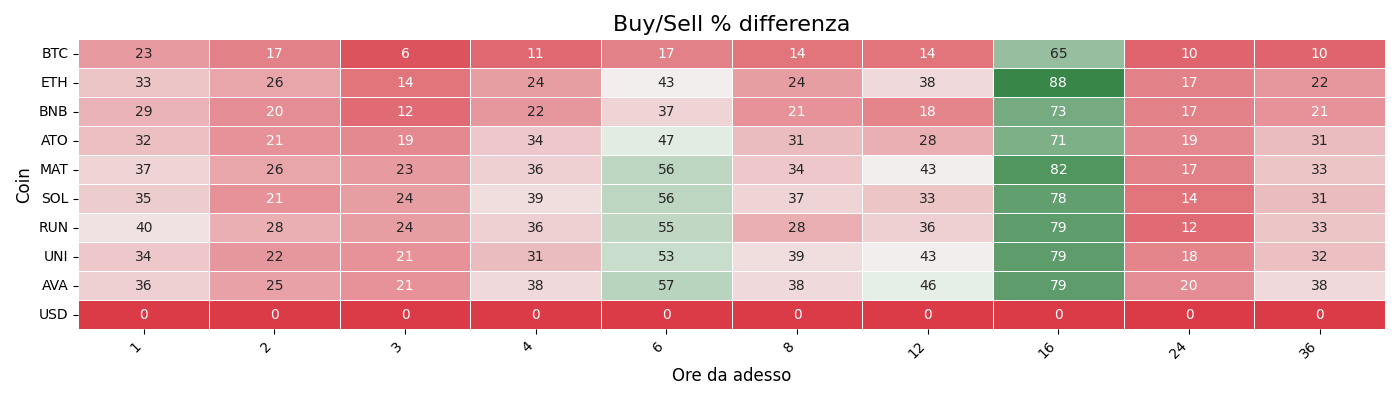 Buy/Sell % differenza
Coin
BTC 23 17 6 11 17 14 14 65 10 10
ETH 33 26 14 24 43 24 38 88 17 22
BNB 29 20 12 22 37 21 18 73 17 21
ATO 32 21 19 34 47 31 28 71 19 31
MAT 37 26 23 36 56 34 43 82 17 33
SOL 35 21 24 39 56 37 33 78 14 31
RUN 40 28 24 36 55 28 36 79 12 33
UNI 34 22 21 31 53 39 43 79 18 32
AVA 36 25 21 38 57 38 46 79 20 38
USD 0 0 0 0 0 0 0 0 0 0
1 2 3 4 6 8 12 16 24 36
Ore da adesso